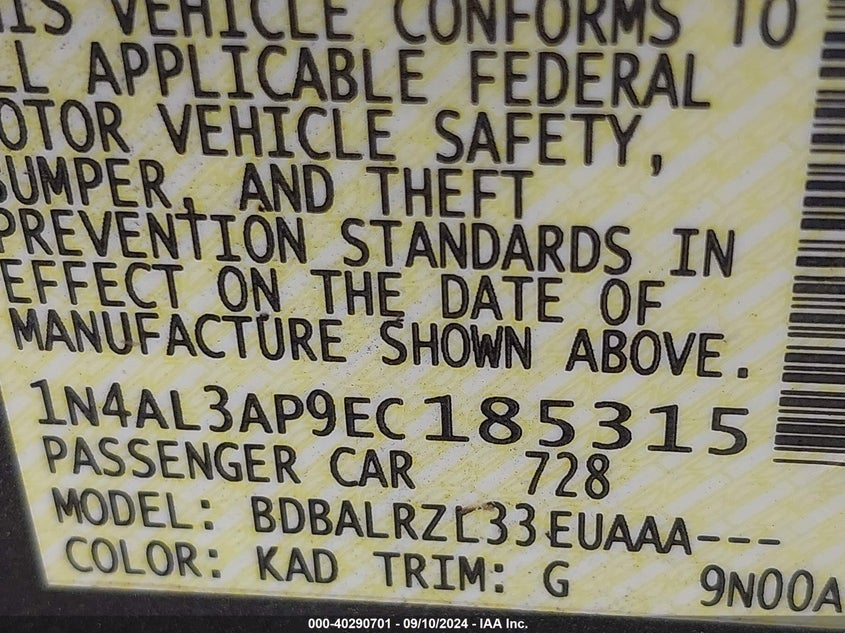 IS VEHICLE CONFORMS TO
LL APPLICABLE FEDERAL
OTOR VEHICLE SAFETY,
BUMPER, AND THEFT
PREVENTION STANDARDS IN
EFFECT ON THE DATE OF
MANUFACTURE SHOWN ABOVE.
1N4AL3AP9EC185315
PASSENGER CAR 728
MODEL: BDBALRZL33EUAAA---
COLOR: KAD TRIM: G 9N00A
000-40290701 - 09/10/2024 - IAA Inc.